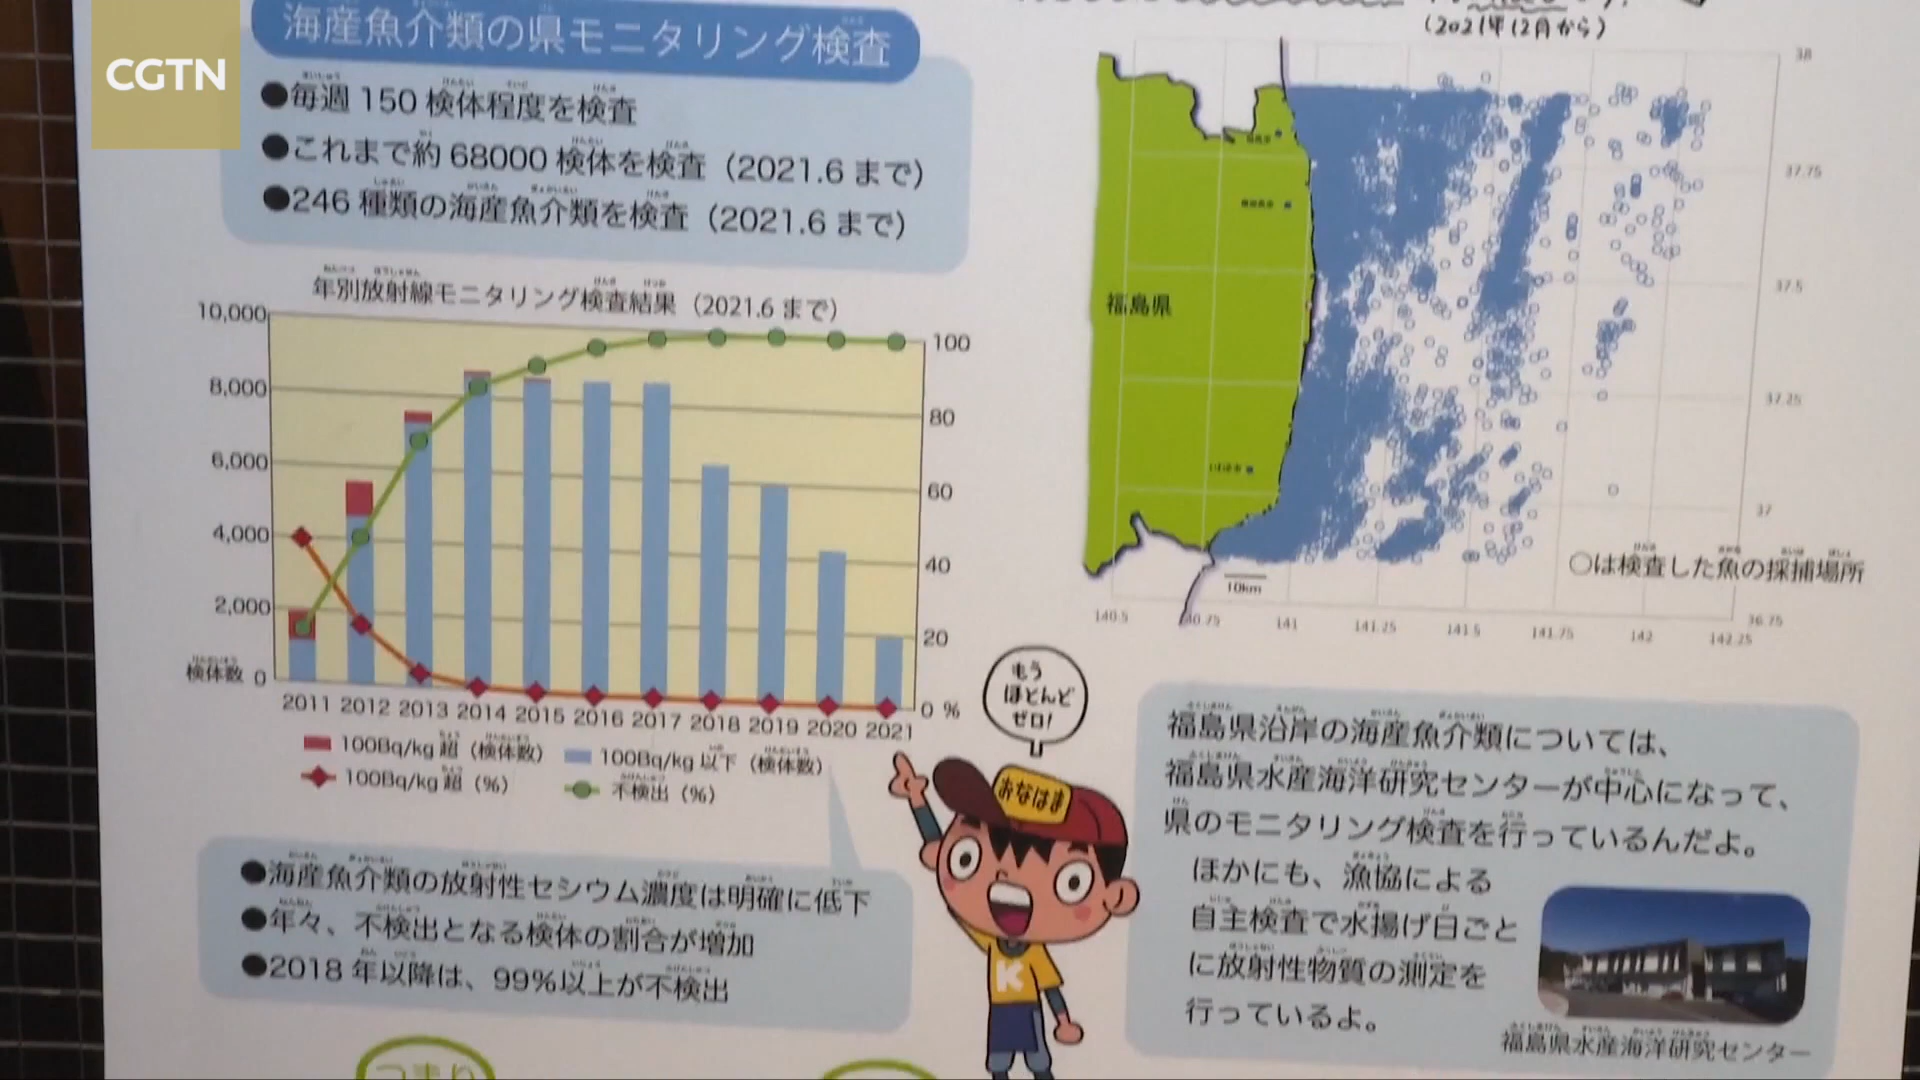 CGTN
海産魚介類の県モニタリング検査
●毎週 150 検体程度を検査
●これまで約 68000 検体を検査（2021.6 まで）
●246 種類の海産魚介類を検査（2021.6 まで）
年別放射線モニタリング検査結果（2021.6 まで）
10,000
8,000
6,000
4,000
2,000
0
検体数
100
80
60
40
20
0 %
2011 2012 2013 2014 2015 2016 2017 2018 2019 2020 2021
100Bq/kg 超（検体数） 100Bq/kg 以下（検体数）
100Bq/kg 超（%） 不検出（%）
●海産魚介類の放射性セシウム濃度は明確に低下
●年々、不検出となる検体の割合が増加
●2018 年以降は、99%以上が不検出
つまり
（2021年12月から）
38
37.75
37.5
37.25
37
36.75
福島県
いわき市
10km
140.5 140.75 141 141.25 141.5 141.75 142 142.25
○は検査した魚の採捕場所
もう
ほとんど
ゼロ！
おなはま
K
福島県沿岸の海産魚介類については、
福島県水産海洋研究センターが中心になって、
県のモニタリング検査を行っているんだよ。
ほかにも、漁協による
自主検査で水揚げ日ごと
に放射性物質の測定を
行っているよ。
福島県水産海洋研究センター